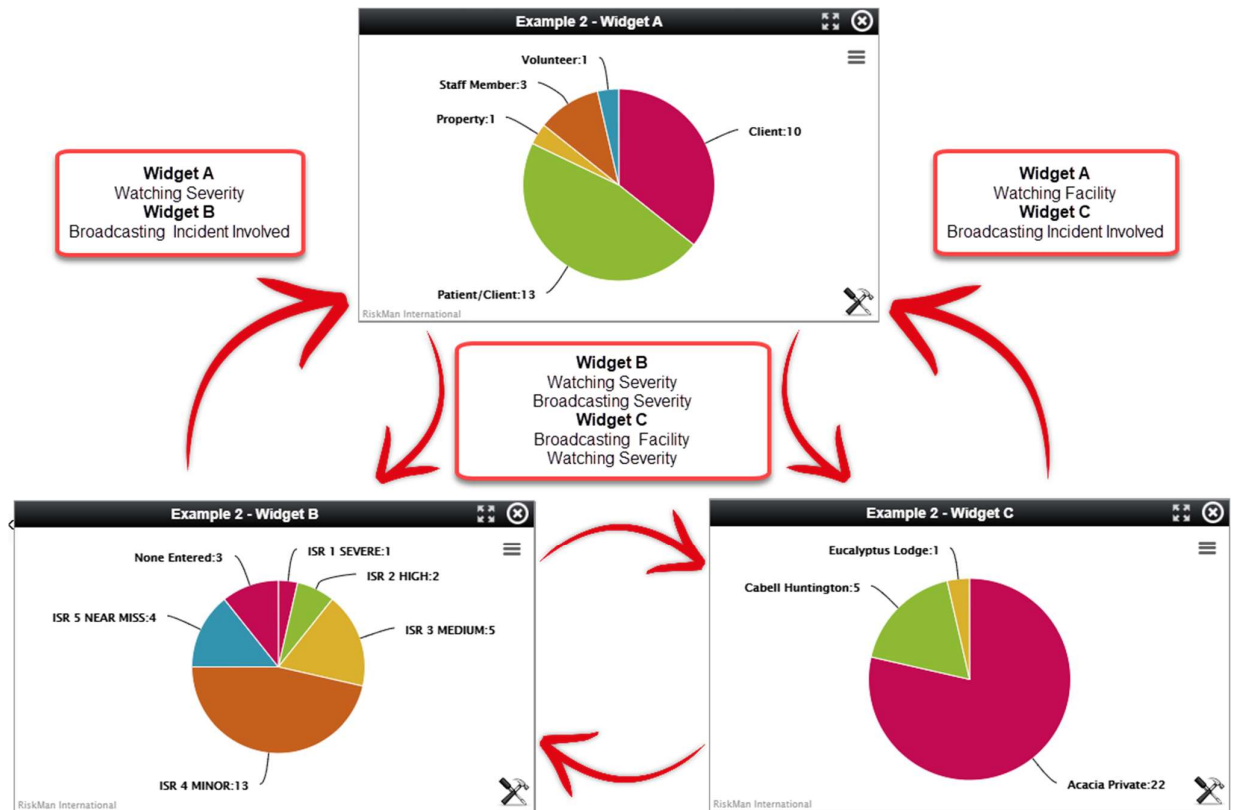 Example 2 - Widget A
Volunteer:1
Staff Member:3
Property:1
Client:10
Patient/Client:13
RiskMan International
Widget A
Watching Severity
Widget B
Broadcasting Incident Involved
Widget A
Watching Facility
Widget C
Broadcasting Incident Involved
Widget B
Watching Severity
Broadcasting Severity
Widget C
Broadcasting Facility
Watching Severity
Example 2 - Widget B
None Entered:3
ISR 1 SEVERE:1
ISR 2 HIGH:2
ISR 5 NEAR MISS:4
ISR 3 MEDIUM:5
ISR 4 MINOR:13
RiskMan International
Example 2 - Widget C
Eucalyptus Lodge:1
Cabell Huntington:5
Acacia Private:22
RiskMan International